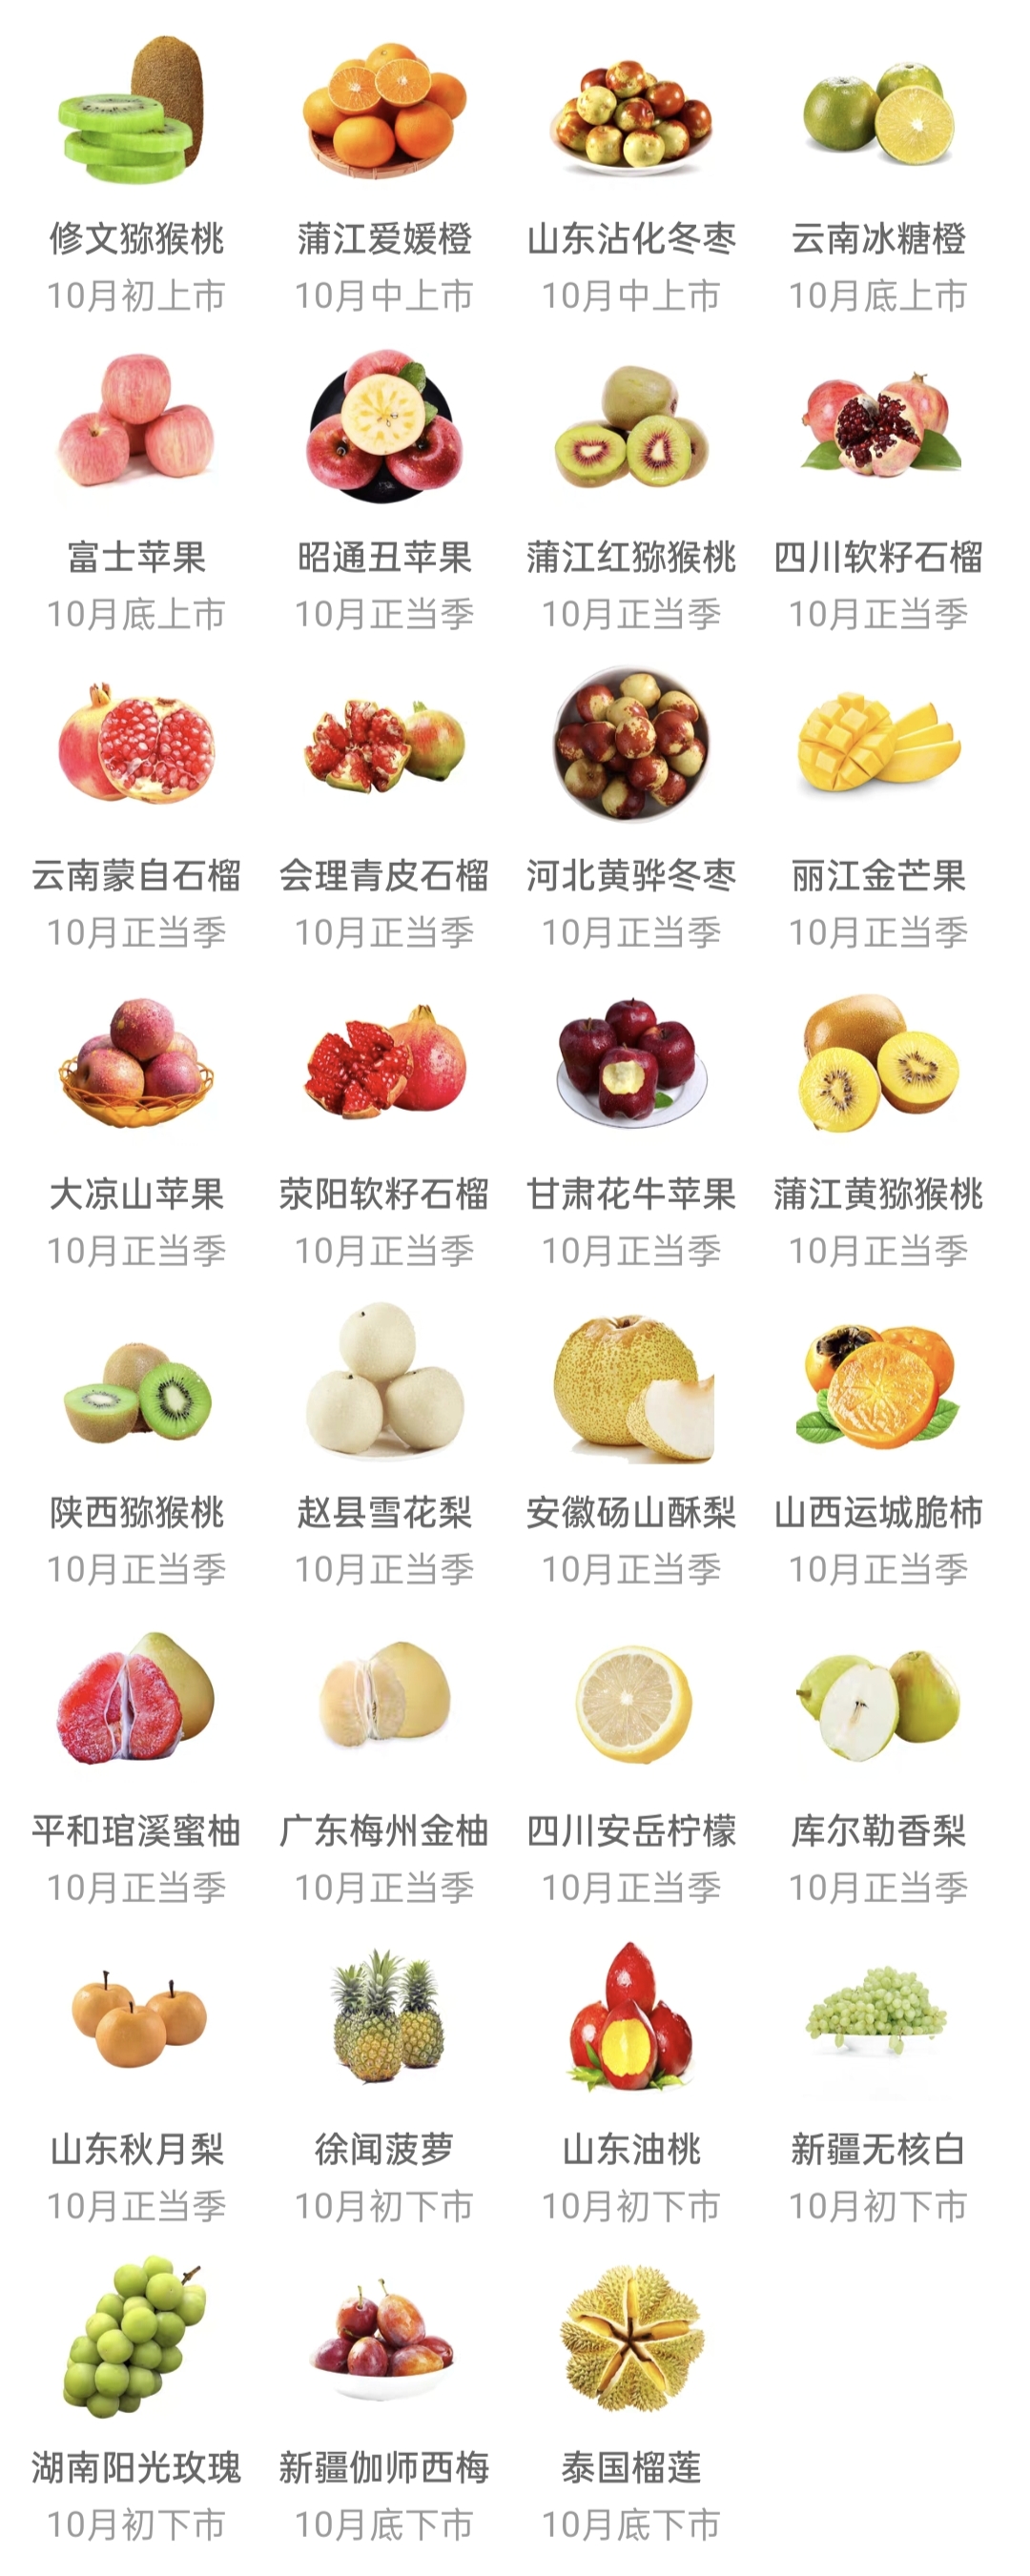 修文猕猴桃 蒲江爱媛橙 山东沾化冬枣 云南冰糖橙
10月初上市 10月中上市 10月中上市 10月底上市
富士苹果 昭通丑苹果 蒲江红猕猴桃 四川软籽石榴
10月底上市 10月正当季 10月正当季 10月正当季
云南蒙自石榴 会理青皮石榴 河北黄骅冬枣 丽江金芒果
10月正当季 10月正当季 10月正当季 10月正当季
大凉山苹果 荥阳软籽石榴 甘肃花牛苹果 蒲江黄猕猴桃
10月正当季 10月正当季 10月正当季 10月正当季
陕西猕猴桃 赵县雪花梨 安徽砀山酥梨 山西运城脆柿
10月正当季 10月正当季 10月正当季 10月正当季
平和琯溪蜜柚 广东梅州金柚 四川安岳柠檬 库尔勒香梨
10月正当季 10月正当季 10月正当季 10月正当季
山东秋月梨 徐闻菠萝 山东油桃 新疆无核白
10月正当季 10月初下市 10月初下市 10月初下市
湖南阳光玫瑰 新疆伽师西梅 泰国榴莲
10月初下市 10月底下市 10月底下市